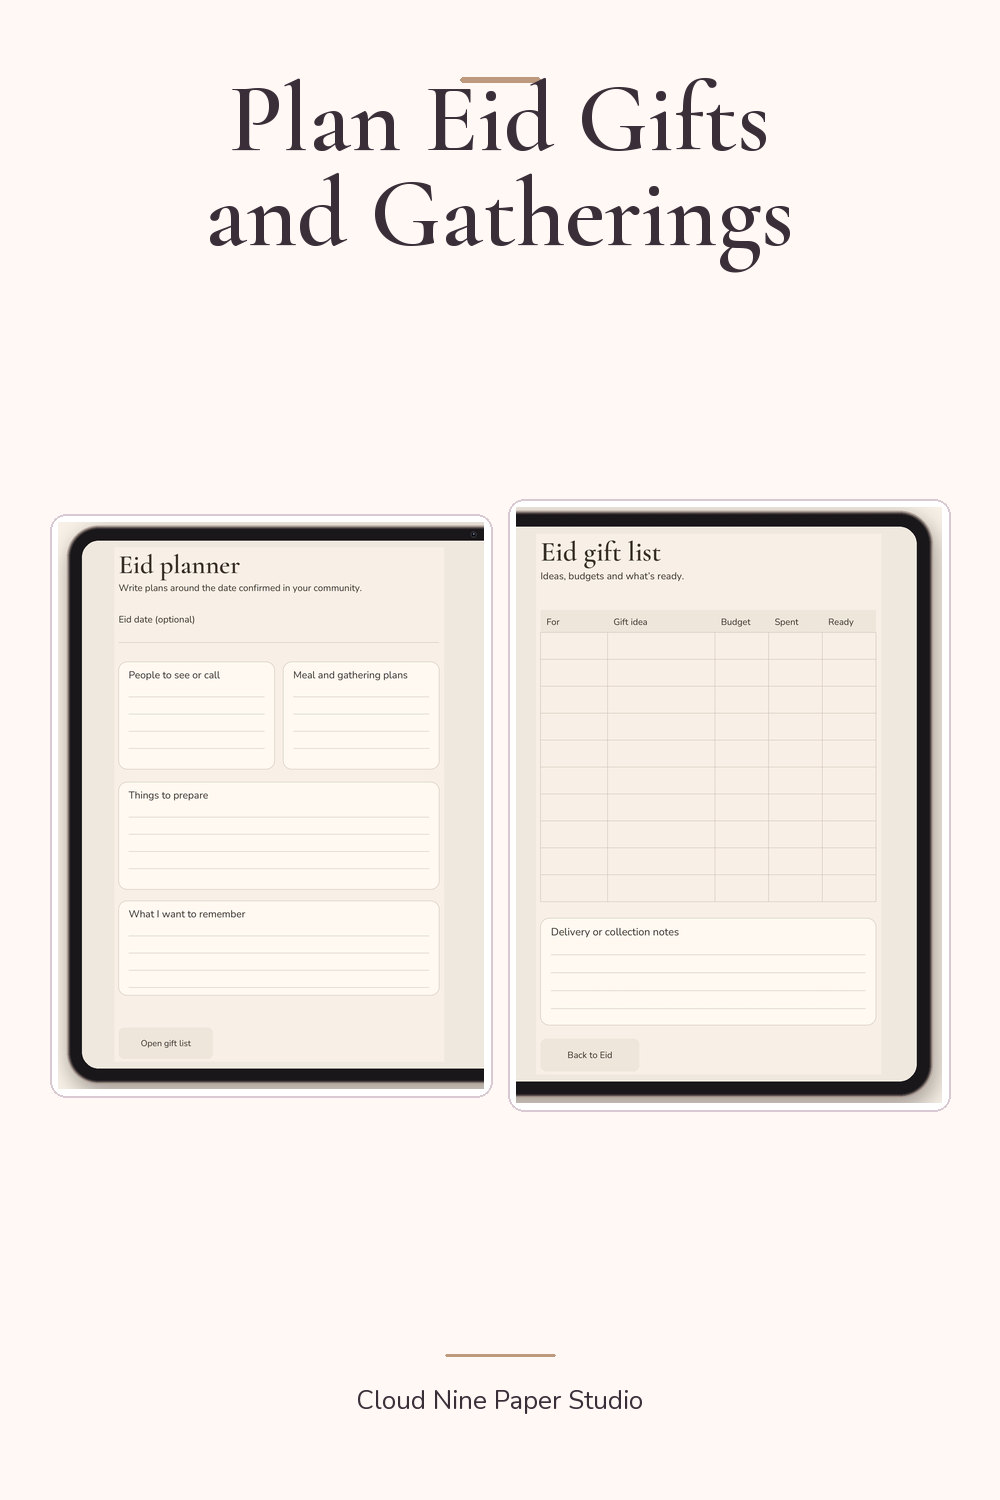 Plan Eid Gifts
and Gatherings
Eid planner
Write plans around the date confirmed in your community.
Eid date (optional)
People to see or call
Meal and gathering plans
Things to prepare
What I want to remember
Open gift list
Eid gift list
Ideas, budgets and what's ready.
For Gift idea Budget Spent Ready
Delivery or collection notes
Back to Eid
Cloud Nine Paper Studio